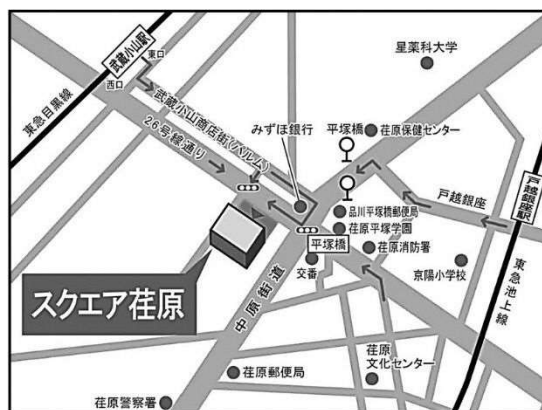 武蔵小山駅
東口
西口
東急目黒線
武蔵小山商店街(パルム)
26号線通り
みずほ銀行
星薬科大学
平塚橋
荏原保健センター
戸越銀座
戸越銀座駅
東急池上線
品川平塚橋郵便局
荏原平塚学園
平塚橋
荏原消防署
交番
京陽小学校
スクエア荏原
中原街道
荏原郵便局
荏原
文化センター
荏原警察署